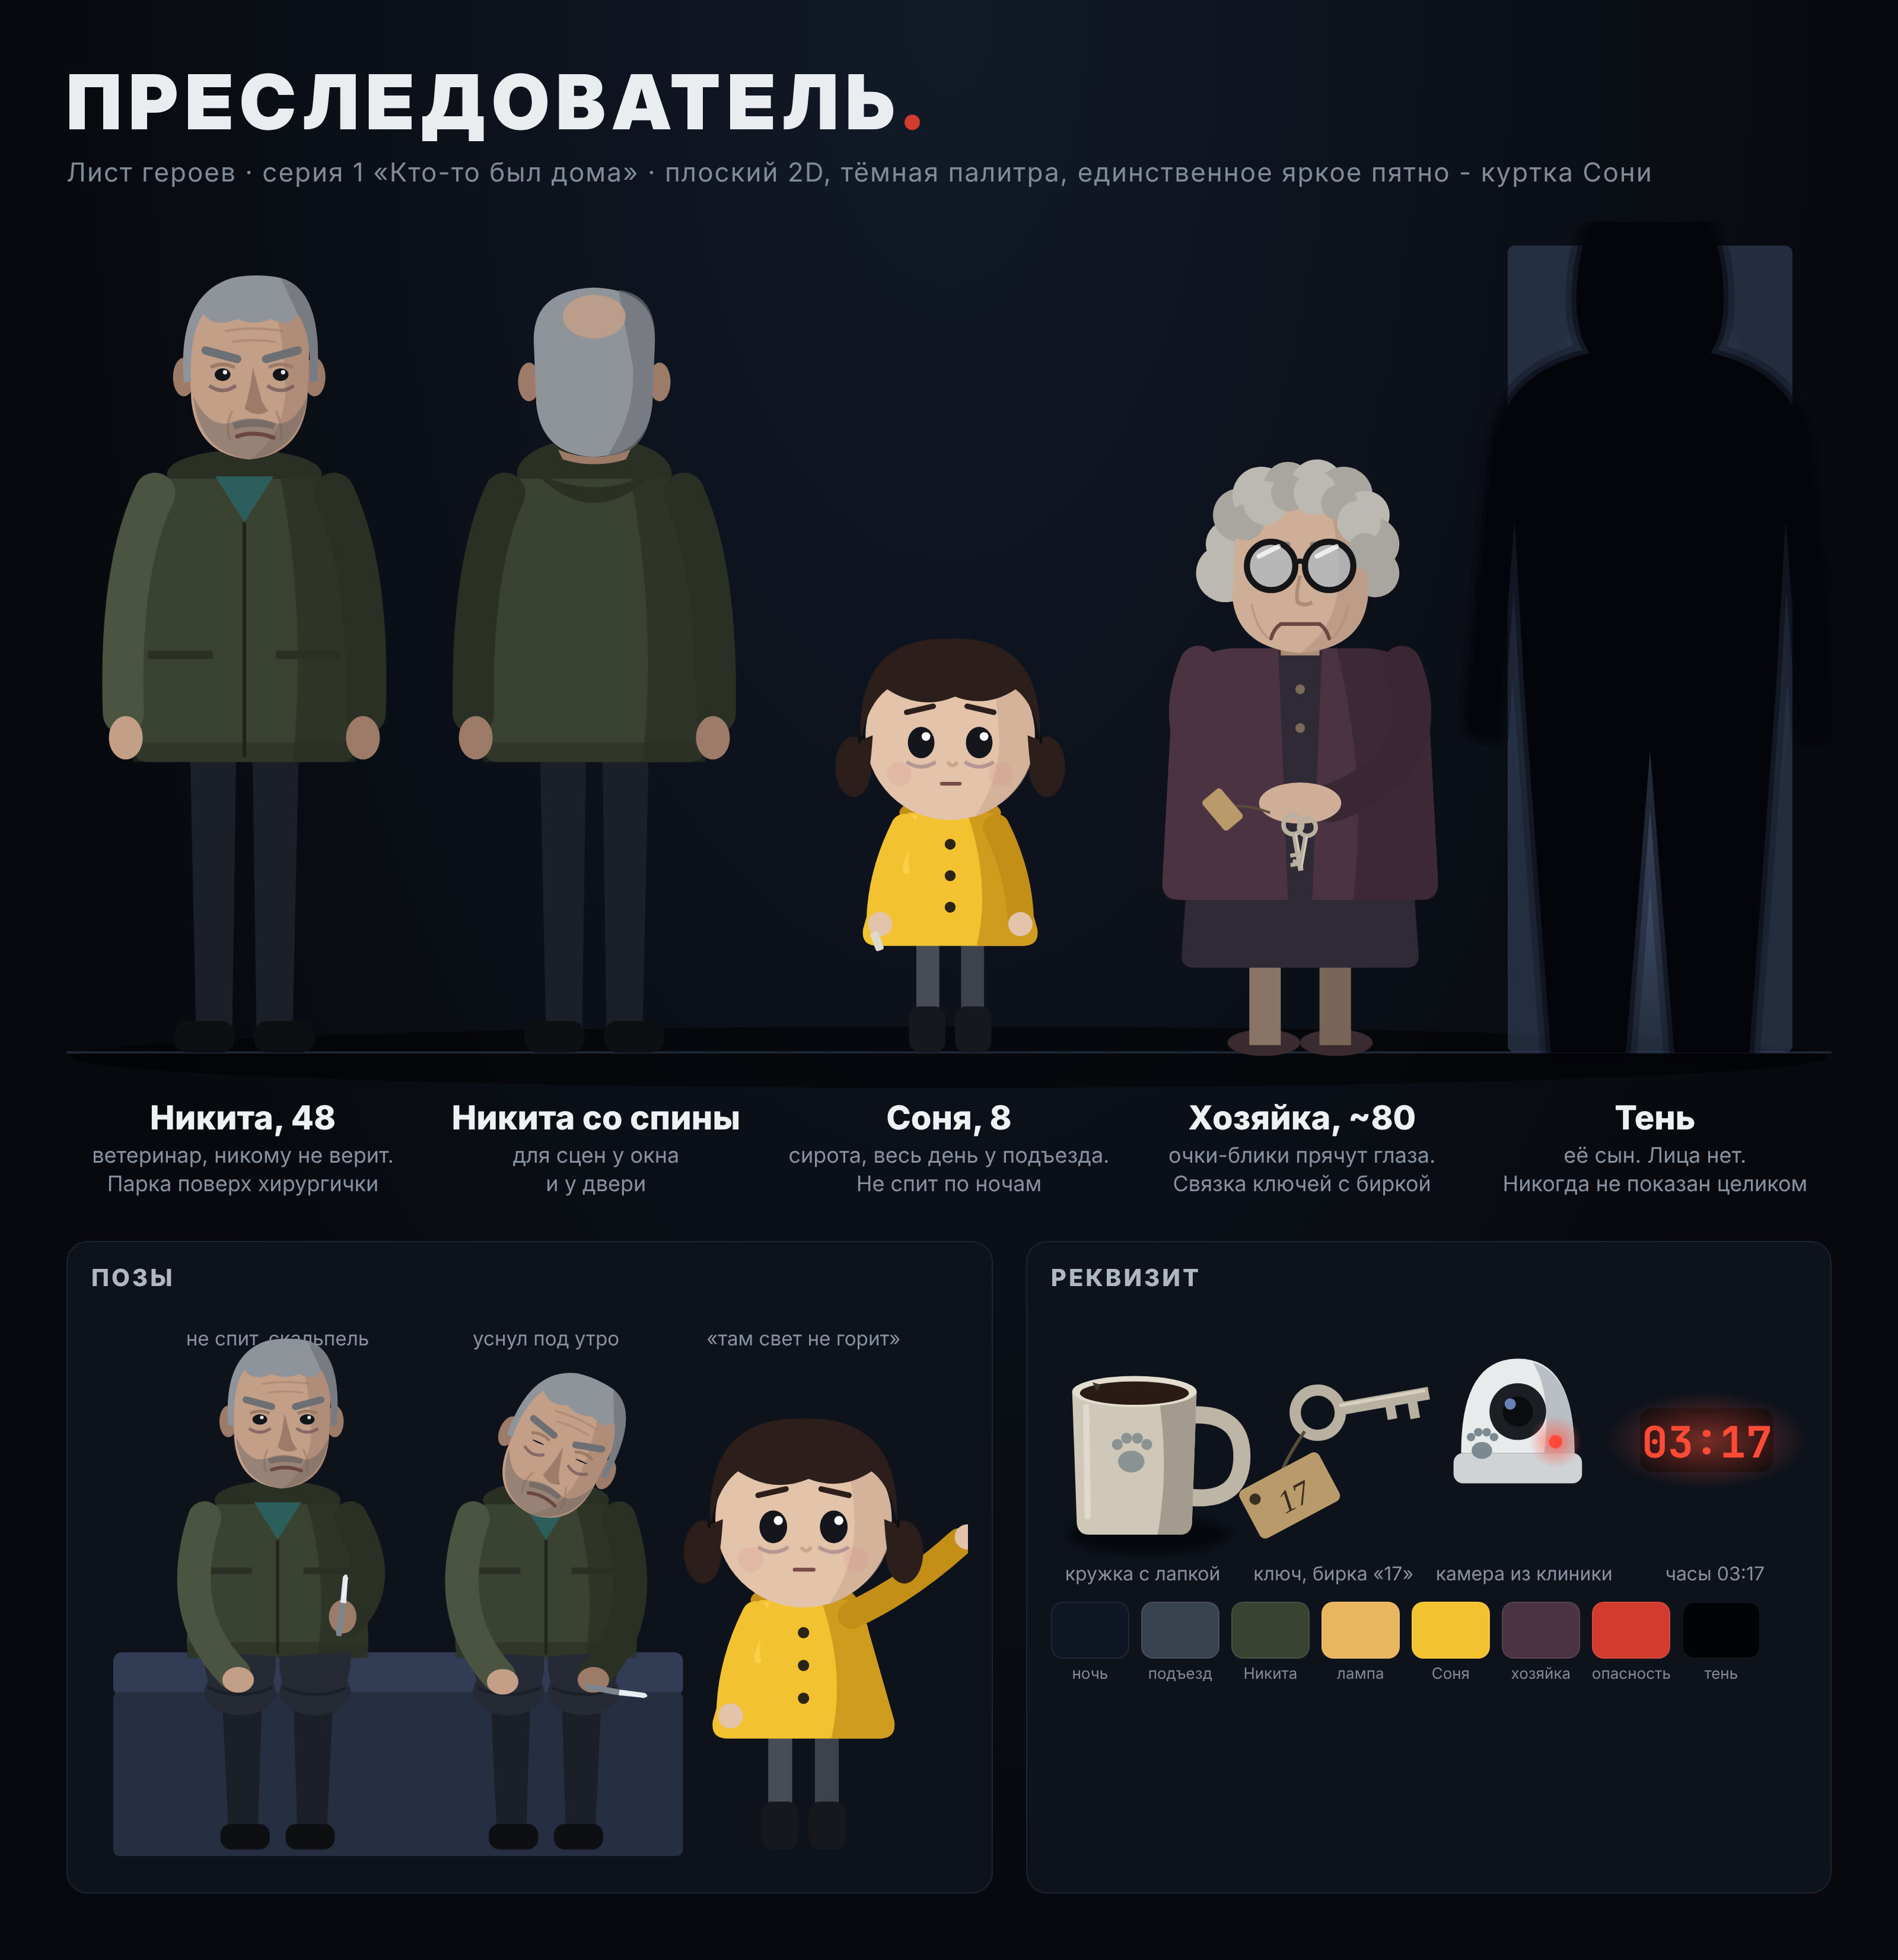 ПРЕСЛЕДОВАТЕЛЬ.
Лист героев · серия 1 «Кто-то был дома» · плоский 2D, тёмная палитра, единственное яркое пятно - куртка Сони
Никита, 48
ветеринар, никому не верит.
Парка поверх хирургички
Никита со спины
для сцен у окна
и у двери
Соня, 8
сирота, весь день у подъезда.
Не спит по ночам
Хозяйка, ~80
очки-блики прячут глаза.
Связка ключей с биркой
Тень
её сын. Лица нет.
Никогда не показан целиком
ПОЗЫ
не спит, скальпель
уснул под утро
«там свет не горит»
РЕКВИЗИТ
17
03:17
кружка с лапкой
ключ, бирка «17»
камера из клиники
часы 03:17
ночь
подъезд
Никита
лампа
Соня
хозяйка
опасность
тень